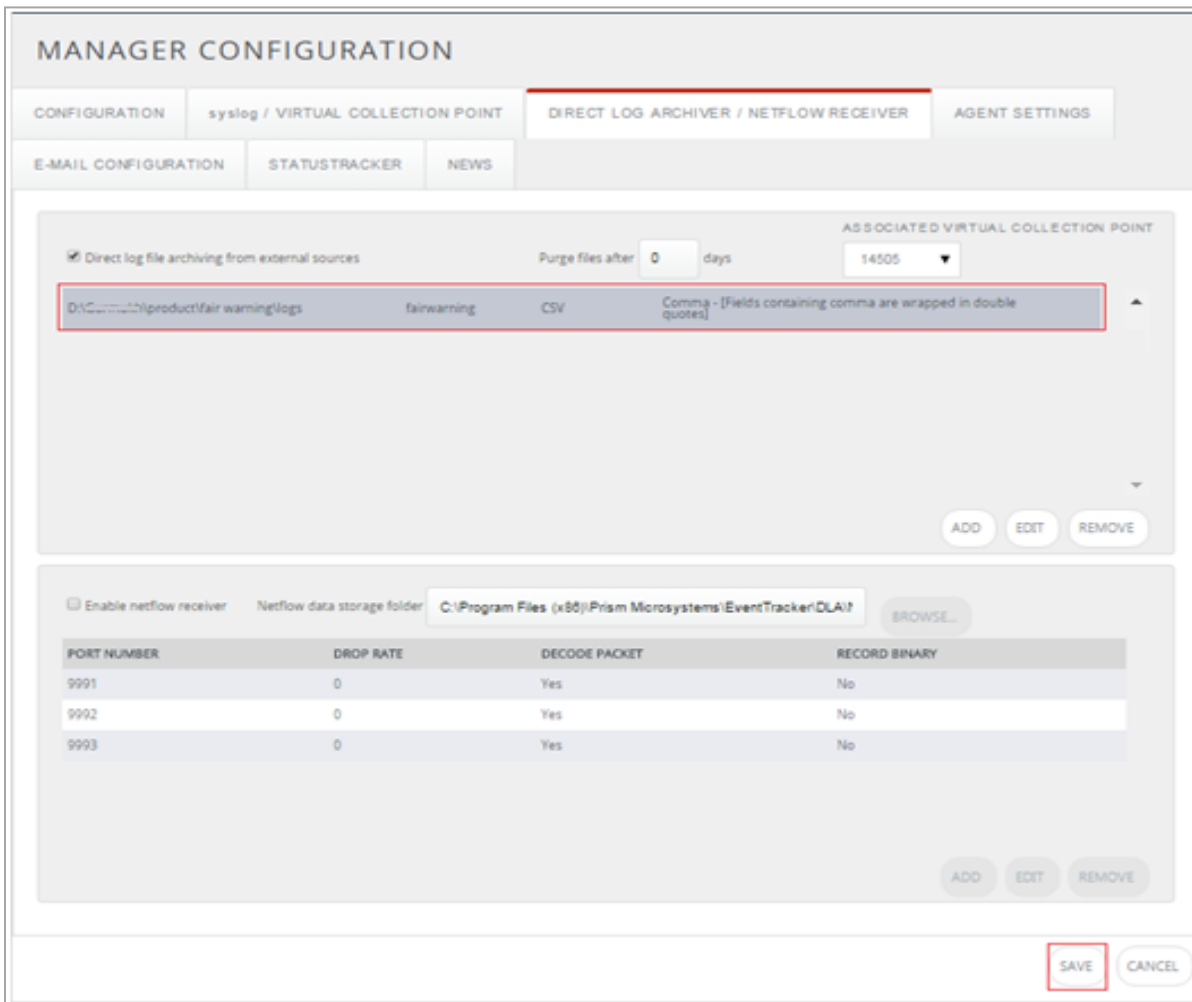 MANAGER CONFIGURATION
CONFIGURATION syslog / VIRTUAL COLLECTION POINT DIRECT LOG ARCHIVER / NETFLOW RECEIVER AGENT SETTINGS
E-MAIL CONFIGURATION STATUSTRACKER NEWS
ASSOCIATED VIRTUAL COLLECTION POINT
Direct log file archiving from external sources Purge files after 0 days 14505
D:\ \product\fair warning\logs fairwarning CSV Comma - [Fields containing comma are wrapped in double
quotes]
ADD EDIT REMOVE
Enable netflow receiver Netflow data storage folder C:\Program Files (x86)\Prism Microsystems\EventTracker\DLA\
BROWSE...
PORT NUMBER DROP RATE DECODE PACKET RECORD BINARY
9991 0 Yes No
9992 0 Yes No
9993 0 Yes No
ADD EDIT REMOVE
SAVE CANCEL